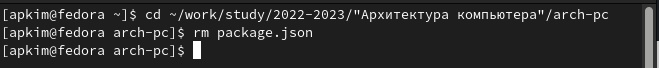 [apkim@fedora ~]$ cd ~/work/study/2022-2023/"Архитектура компьютера"/arch-pc
[apkim@fedora arch-pc]$ rm package.json
[apkim@fedora arch-pc]$